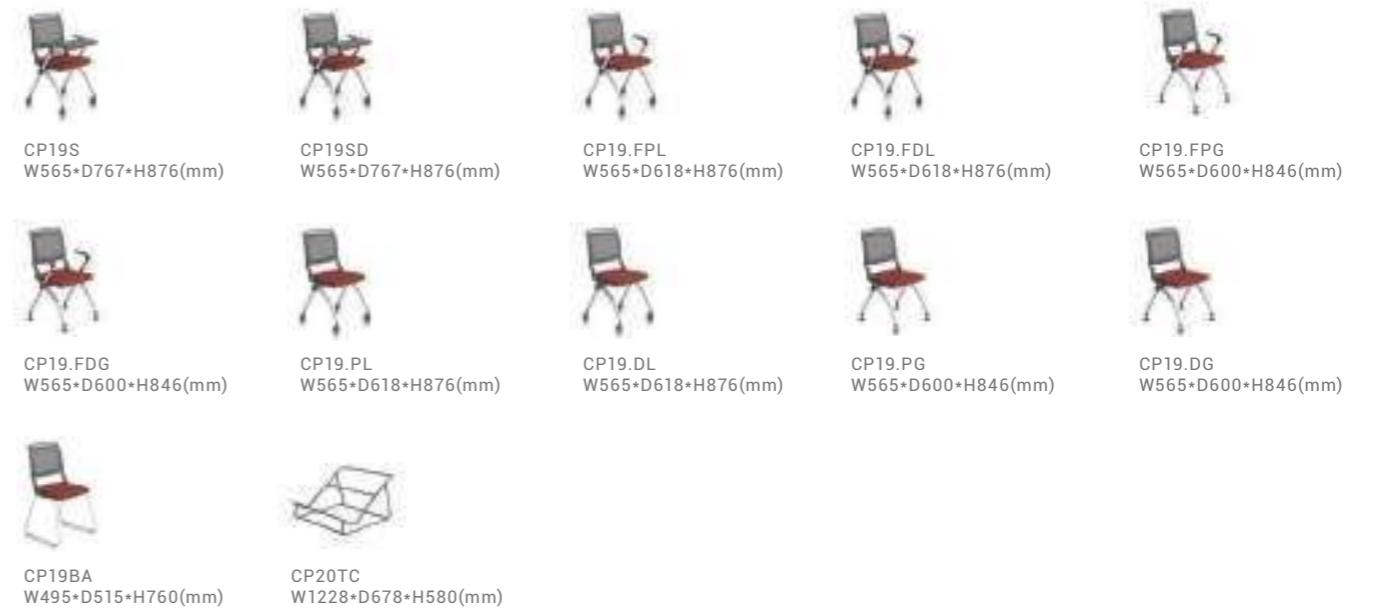 CP19S
W565*D767*H876(mm)
CP19SD
W565*D767*H876(mm)
CP19.FPL
W565*D618*H876(mm)
CP19.FDL
W565*D618*H876(mm)
CP19.FPG
W565*D600*H846(mm)
CP19.FDG
W565*D600*H846(mm)
CP19.PL
W565*D618*H876(mm)
CP19.DL
W565*D618*H876(mm)
CP19.PG
W565*D600*H846(mm)
CP19.DG
W565*D600*H846(mm)
CP19BA
W495*D515*H760(mm)
CP20TC
W1228*D678*H580(mm)